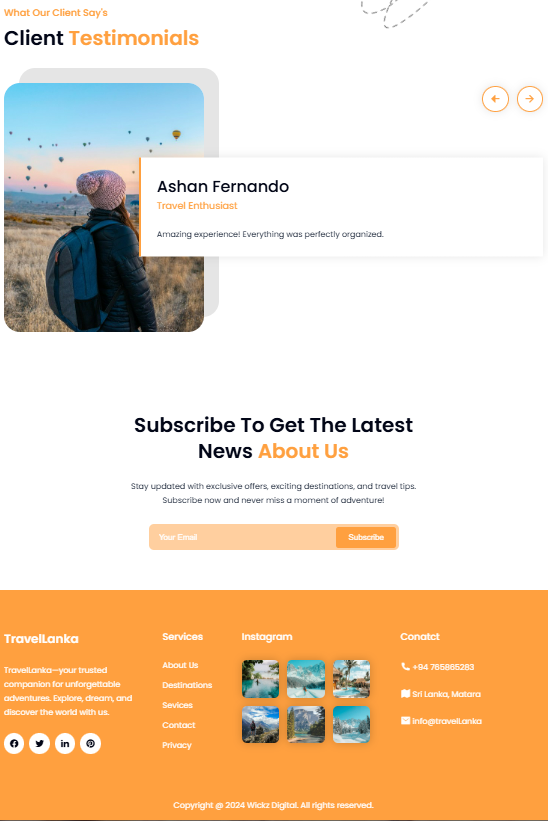 What Our Client Say's
Client Testimonials
Ashan Fernando
Travel Enthusiast
Amazing experience! Everything was perfectly organized.
Subscribe To Get The Latest
News About Us
Stay updated with exclusive offers, exciting destinations, and travel tips.
Subscribe now and never miss a moment of adventure!
Your Email
Subscribe
TravelLanka
TravelLanka—your trusted
companion for unforgettable
adventures. Explore, dream, and
discover the world with us.
Services
About Us
Destinations
Sevices
Contact
Privacy
Instagram
Conatct
+94 765865283
Sri Lanka, Matara
info@travelLanka
Copyright @ 2024 Wickz Digital. All rights reserved.